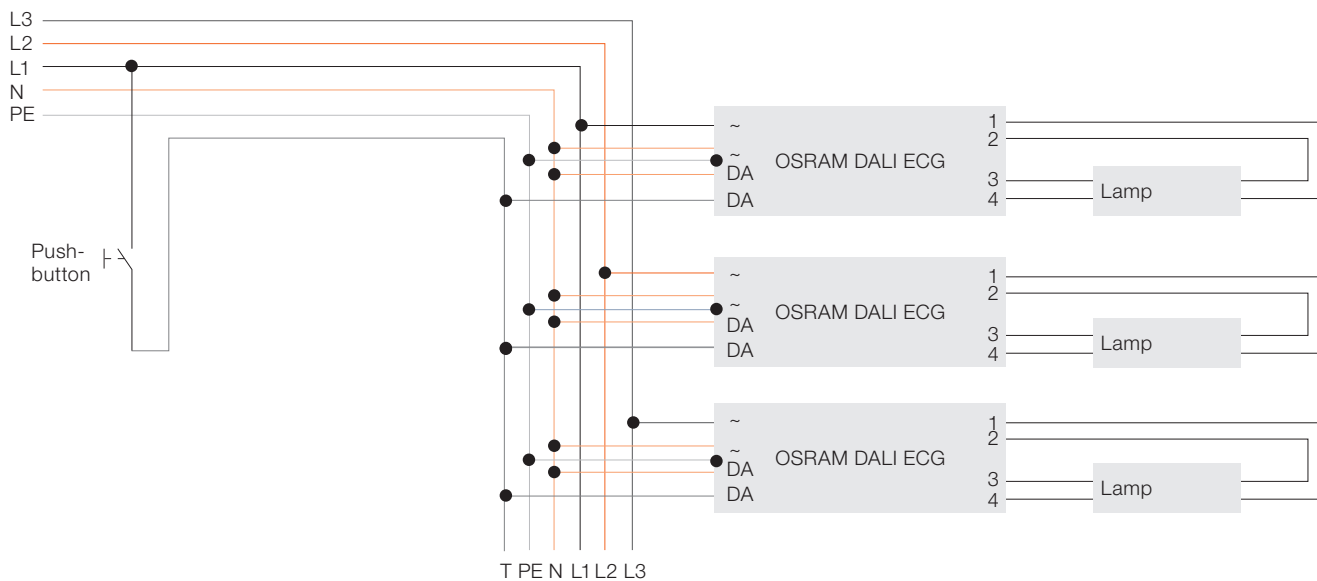 L3
L2
L1
N
PE
Push-
button
~
~
DA
DA
OSRAM DALI ECG
1
2
3
4
Lamp
~
~
DA
DA
OSRAM DALI ECG
1
2
3
4
Lamp
~
~
DA
DA
OSRAM DALI ECG
1
2
3
4
Lamp
T PE N L1 L2 L3